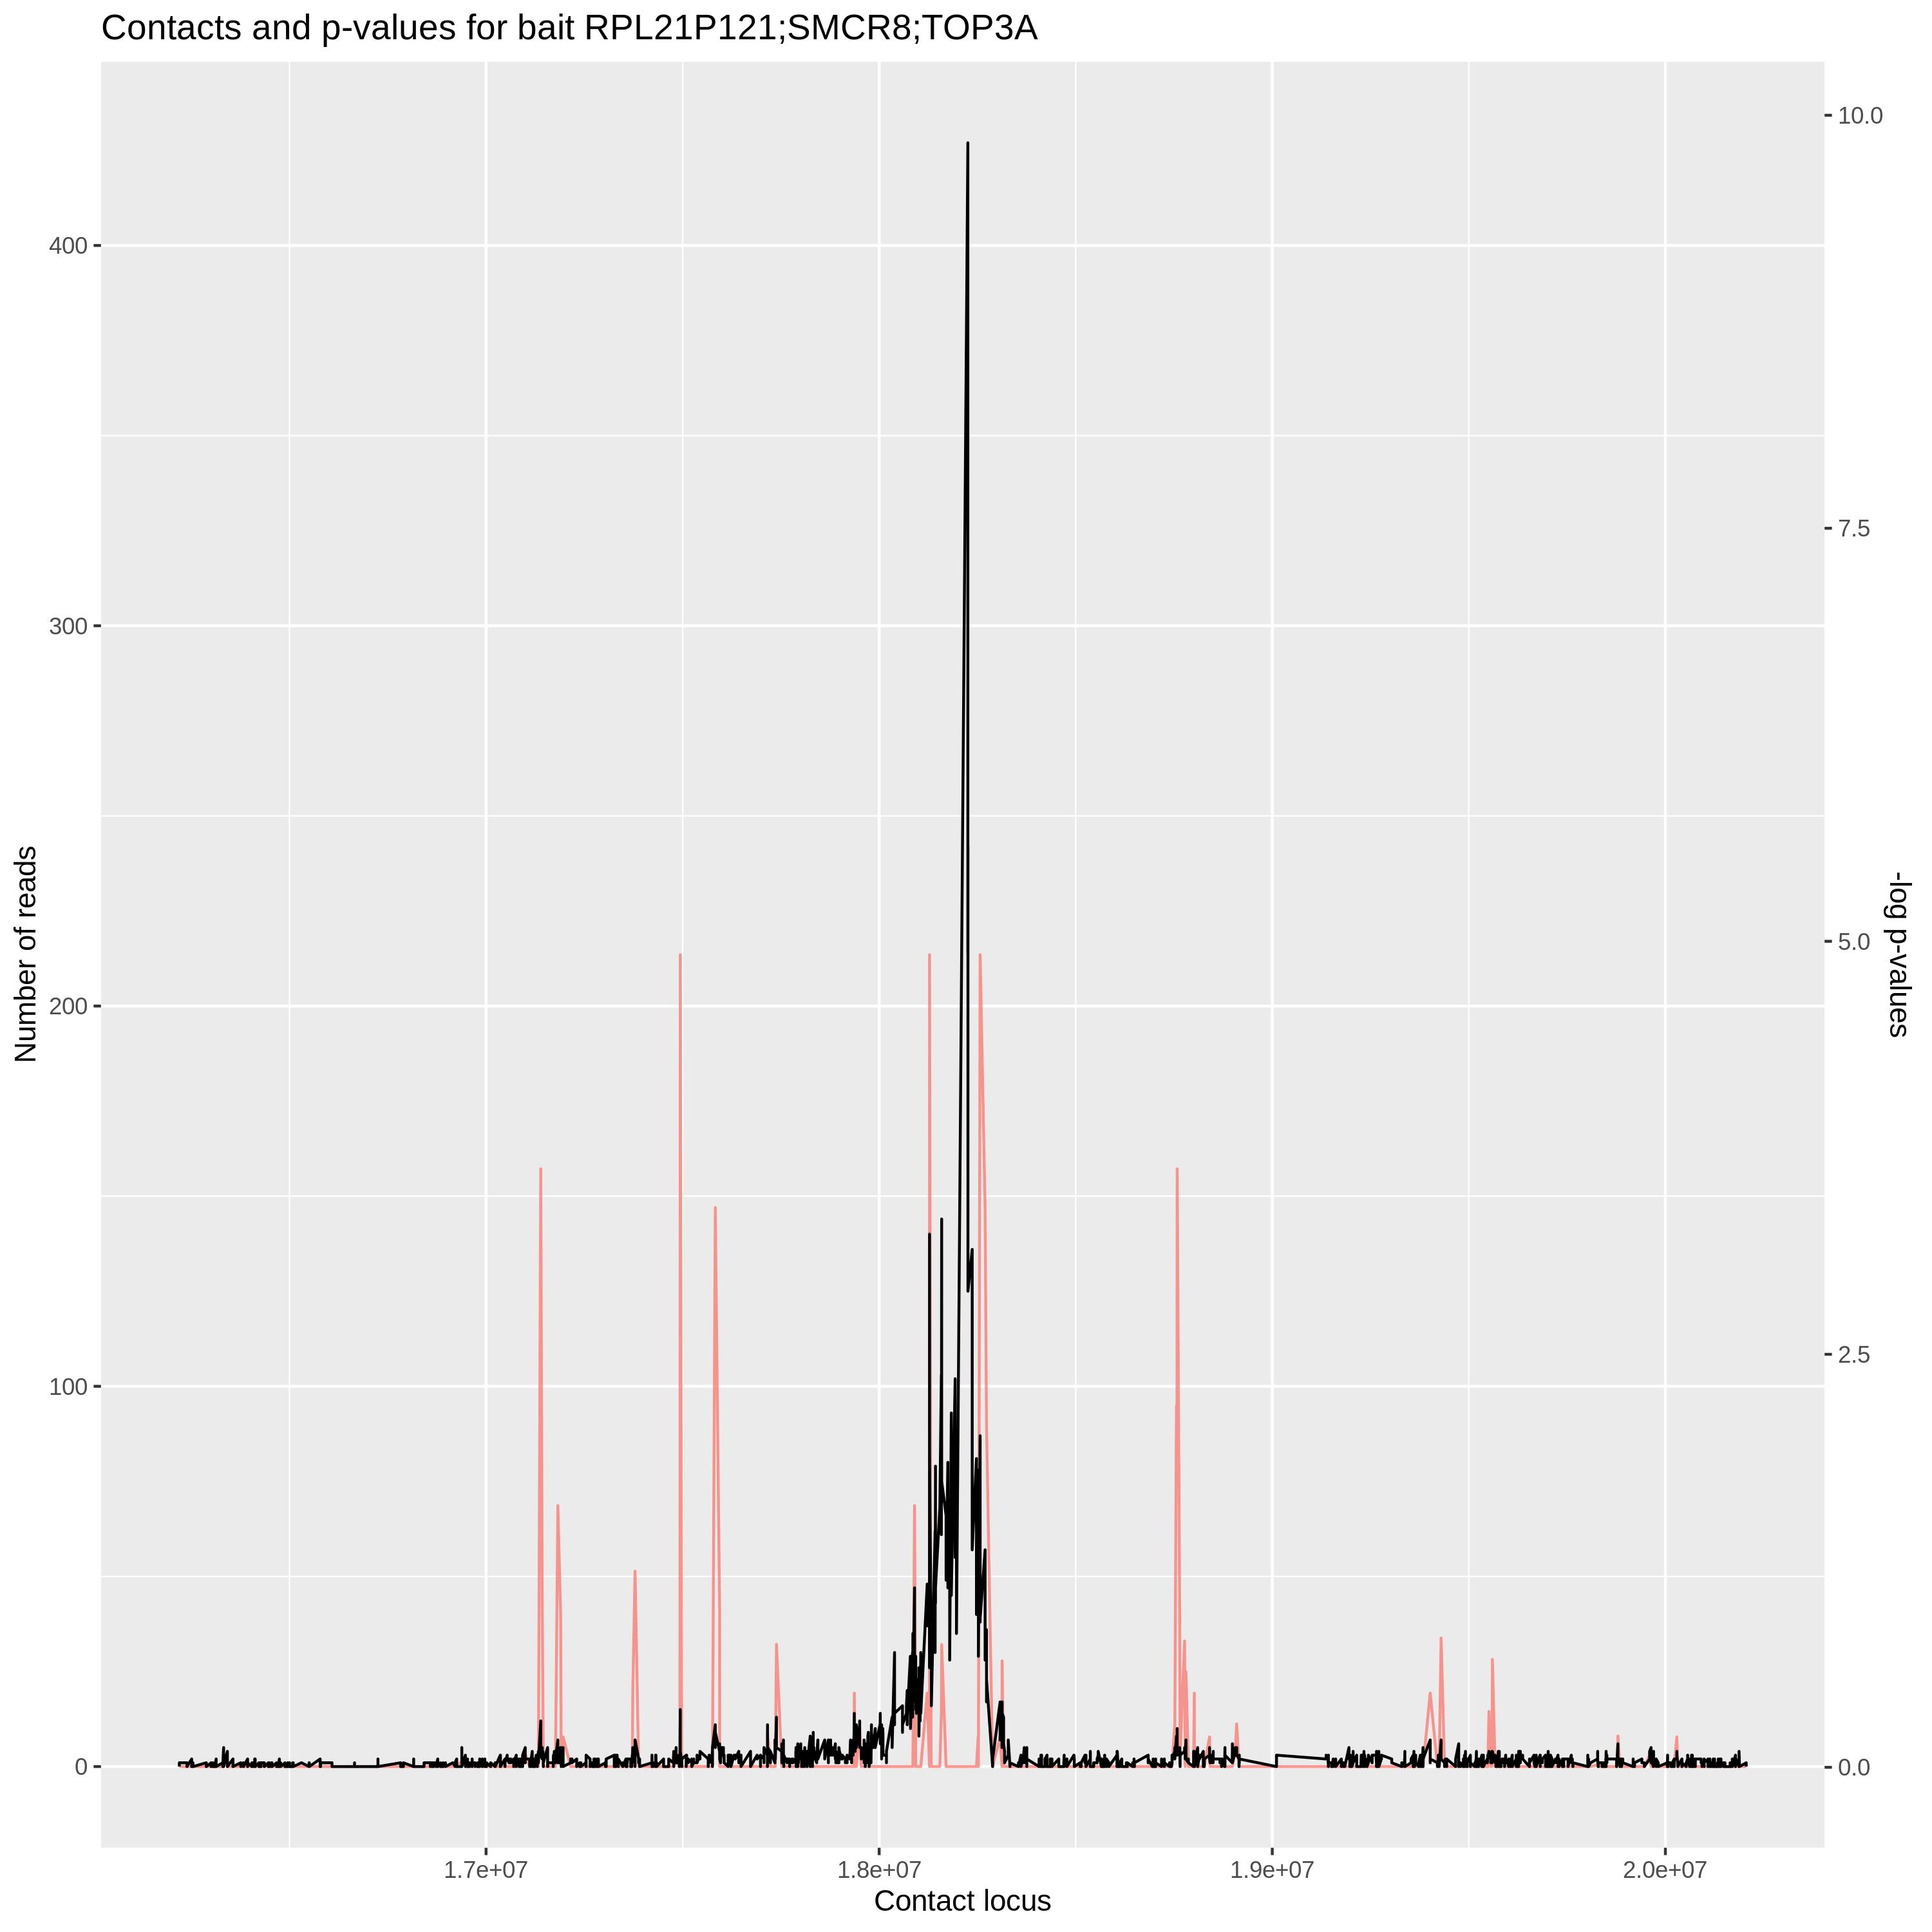 Contacts and p-values for bait RPL21P121;SMCR8;TOP3A
Number of reads
400
300
200
100
0
10.0
7.5
5.0
2.5
0.0
-log p-values
1.7e+07
1.8e+07
1.9e+07
2.0e+07
Contact locus